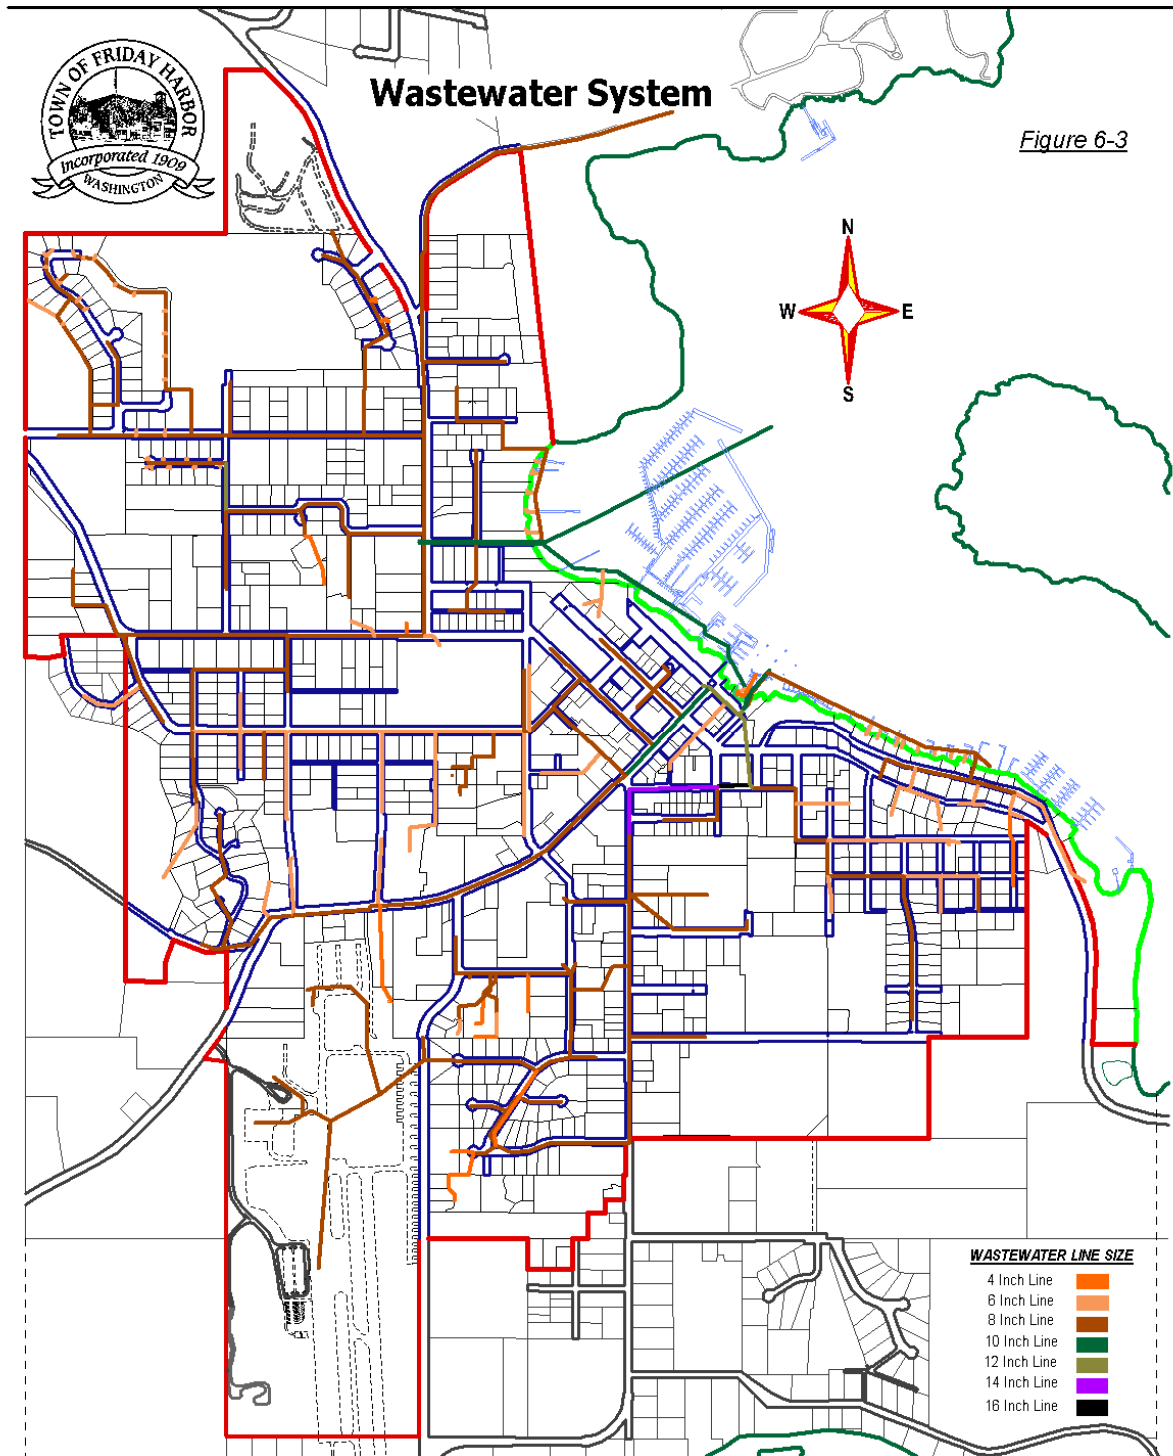 TOWN OF FRIDAY HARBOR
Incorporated 1909
WASHINGTON
Wastewater System
Figure 6-3
N
W E
S
WASTEWATER LINE SIZE
4 Inch Line
6 Inch Line
8 Inch Line
10 Inch Line
12 Inch Line
14 Inch Line
16 Inch Line